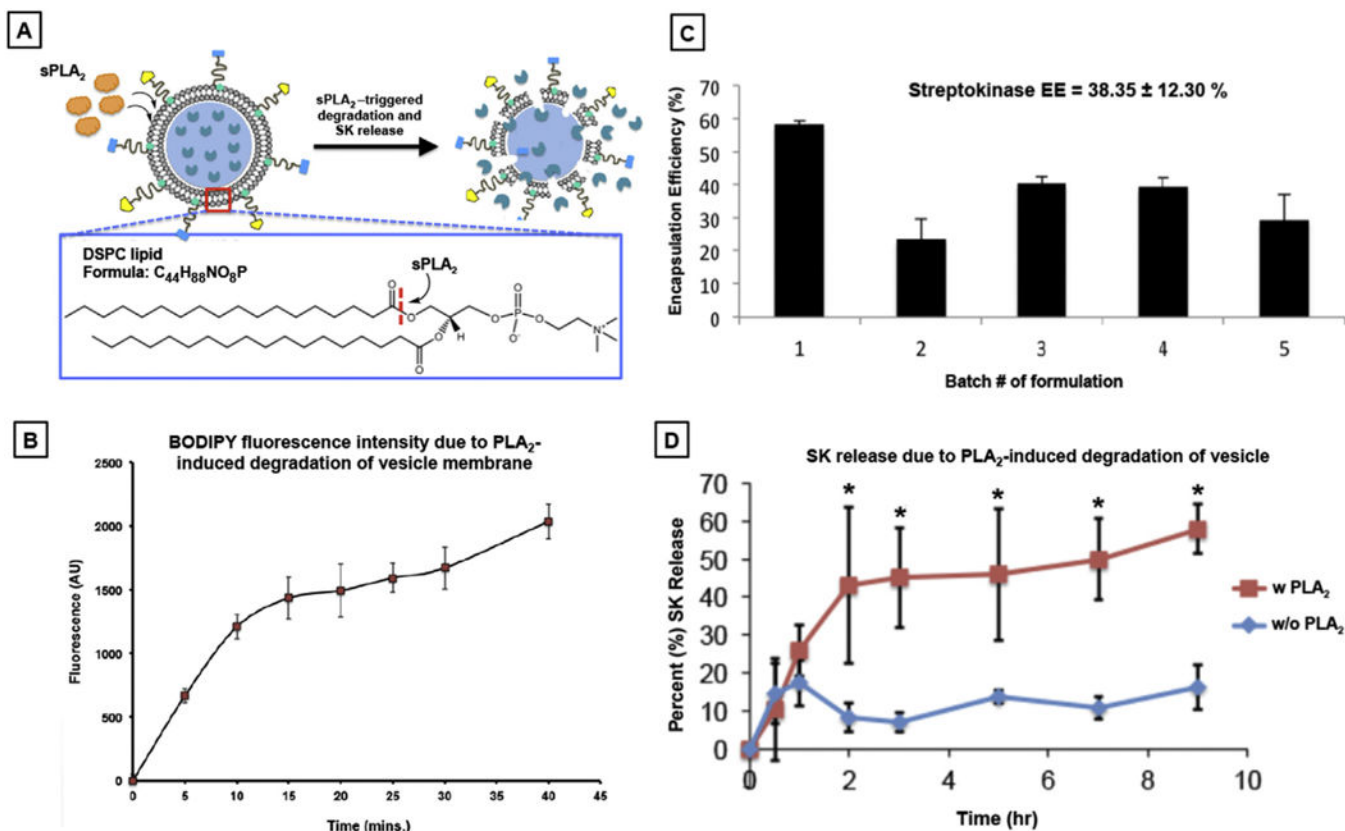 A
sPLA₂
sPLA₂–triggered
degradation and
SK release
DSPC lipid
Formula: C₄₄H₈₈NO₈P
sPLA₂
O
O
O
P
O
O
O⁻
N⁺
O
H
O
B
BODIPY fluorescence intensity due to PLA₂-
induced degradation of vesicle membrane
Fluorescence (AU)
2500
2000
1500
1000
500
0
0 5 10 15 20 25 30 35 40 45
Time (mins.)
C
Streptokinase EE = 38.35 ± 12.30 %
Encapsulation Efficiency (%)
70
60
50
40
30
20
10
0
1 2 3 4 5
Batch # of formulation
D
SK release due to PLA₂-induced degradation of vesicle
Percent (%) SK Release
70
60
50
40
30
20
10
0
* * * * *
w PLA₂
w/o PLA₂
0 2 4 6 8 10
Time (hr)